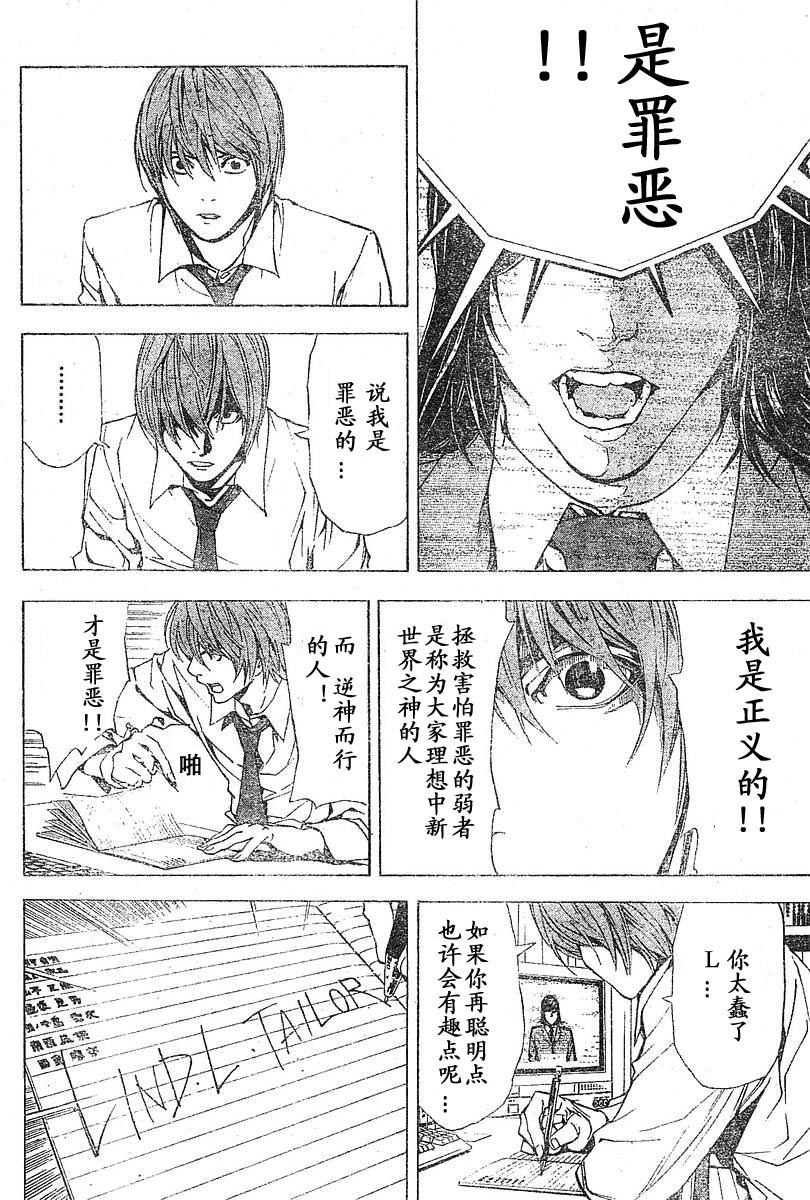 是罪恶
!!
说我是
罪恶的…
………
我是正义的!!
拯救害怕罪恶的弱者
是称为大家理想中新
世界之神的人
而逆神而行
的人!
才是罪恶!!
啪
你太蠢了
L…
如果你再聪明点
也许会有趣点呢…
LIND.L.TAILOR